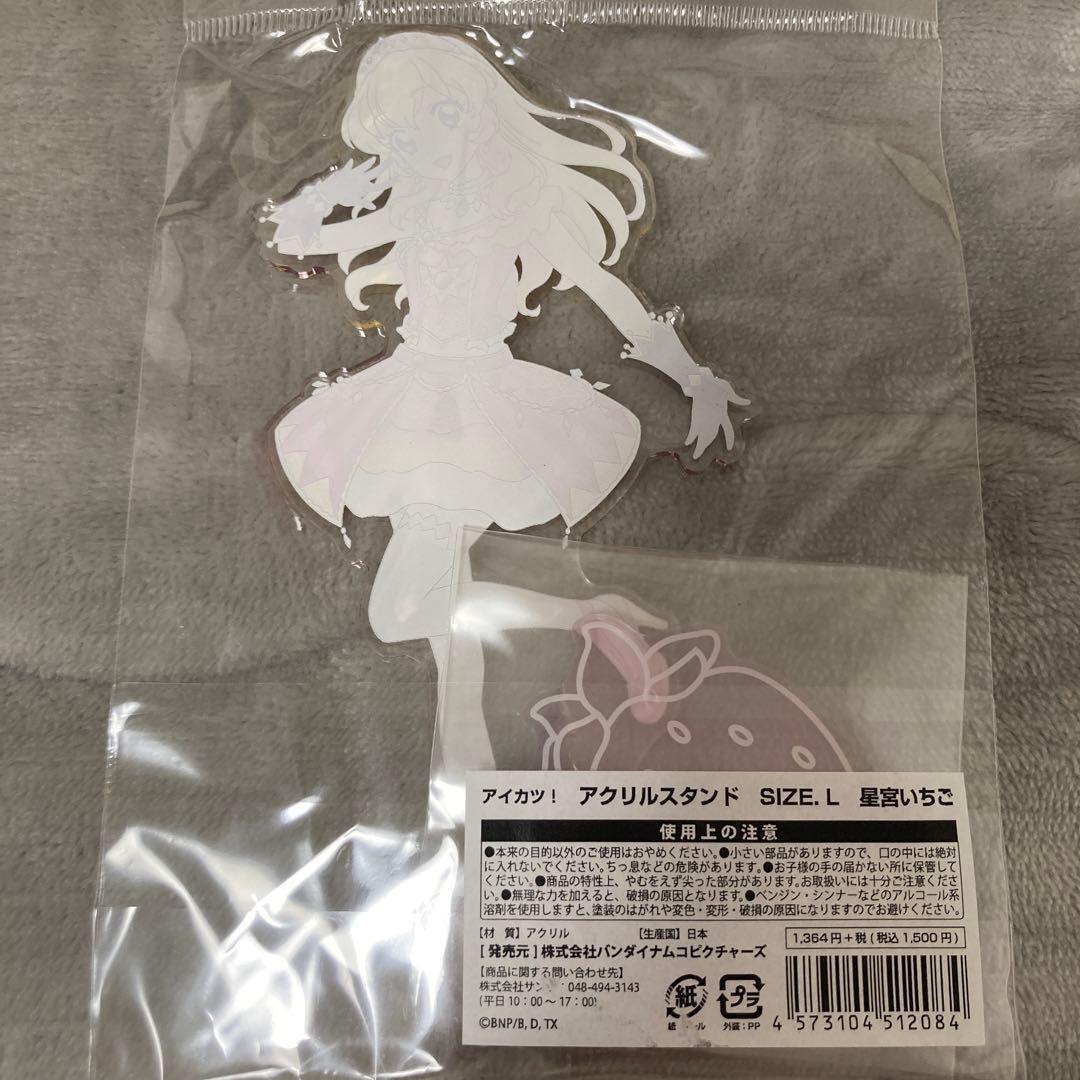 アイカツ！ アクリルスタンド SIZE. L 星宮いちご
使用上の注意
●本来の目的以外のご使用はおやめください。●小さい部品がありますので、口の中には絶対
に入れないでください。ちっ息などの危険があります。●お子様の手の届かない所に保管して
ください。●商品の特性上、やむをえず尖った部分があります。お取扱いには十分ご注意くださ
い。●無理な力を加えると、破損の原因となります。●ベンジン・シンナーなどのアルコール系
溶剤を使用しますと、塗装のはがれや変色・変形・破損の原因になりますのでお避けください。
【材 質】アクリル 【生産国】日本
[ 発売元 ] 株式会社バンダイナムコピクチャーズ
1,364円+税 (税込1,500円)
【商品に関する問い合わせ先】
株式会社サン 048-494-3143
(平日 10：00～17：00)
©BNP/B, D, TX
紙
プラ
外装：PP
4 573104 512084